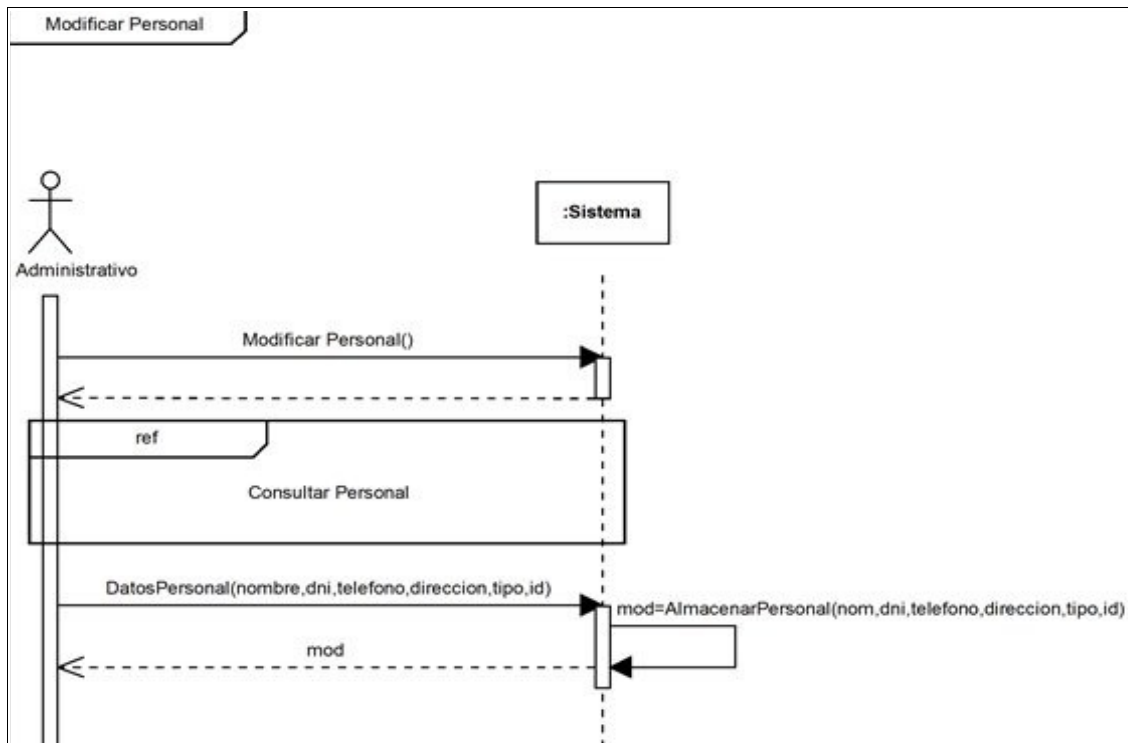 Modificar Personal
:Sistema
Administrativo
Modificar Personal()
ref
Consultar Personal
DatosPersonal(nombre,dni,telefono,direccion,tipo,id)
mod=AlmacenarPersonal(nom,dni,telefono,direccion,tipo,id)
mod